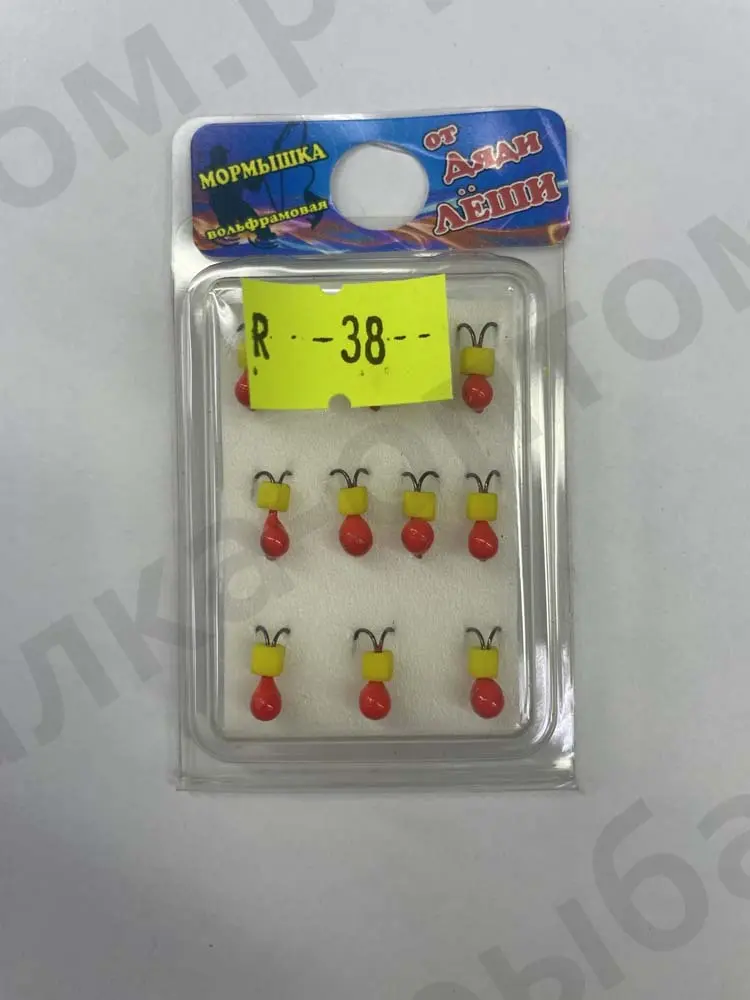 МОРМЫШКА
вольфрамовая
от
ДЯДИ
ЛЁШИ
R --38--